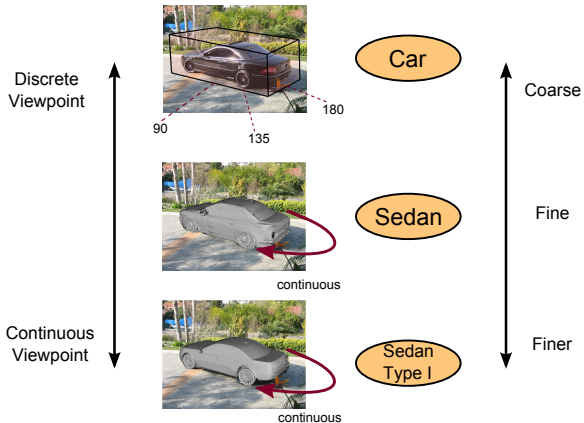 Car
Discrete
Viewpoint
Coarse
180
90
135
Sedan
Fine
continuous
Continuous
Viewpoint
Finer
Sedan
Type I
continuous